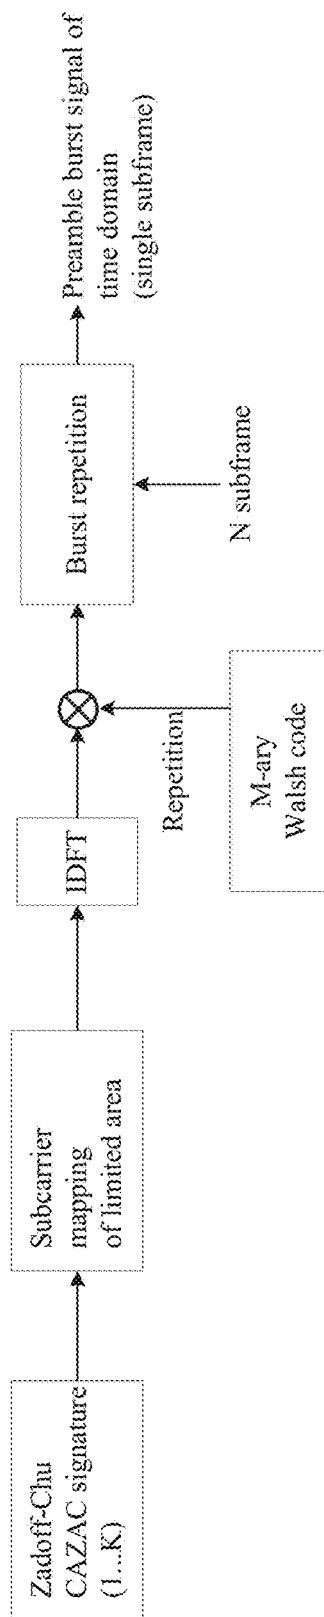 Zadoff-Chu
CAZAC signature
(1...K)
Subcarrier
mapping
of limited area
IDFT
Repetition
M-ary
Walsh code
Burst repetition
N subframe
Preamble burst signal of
time domain
(single subframe)